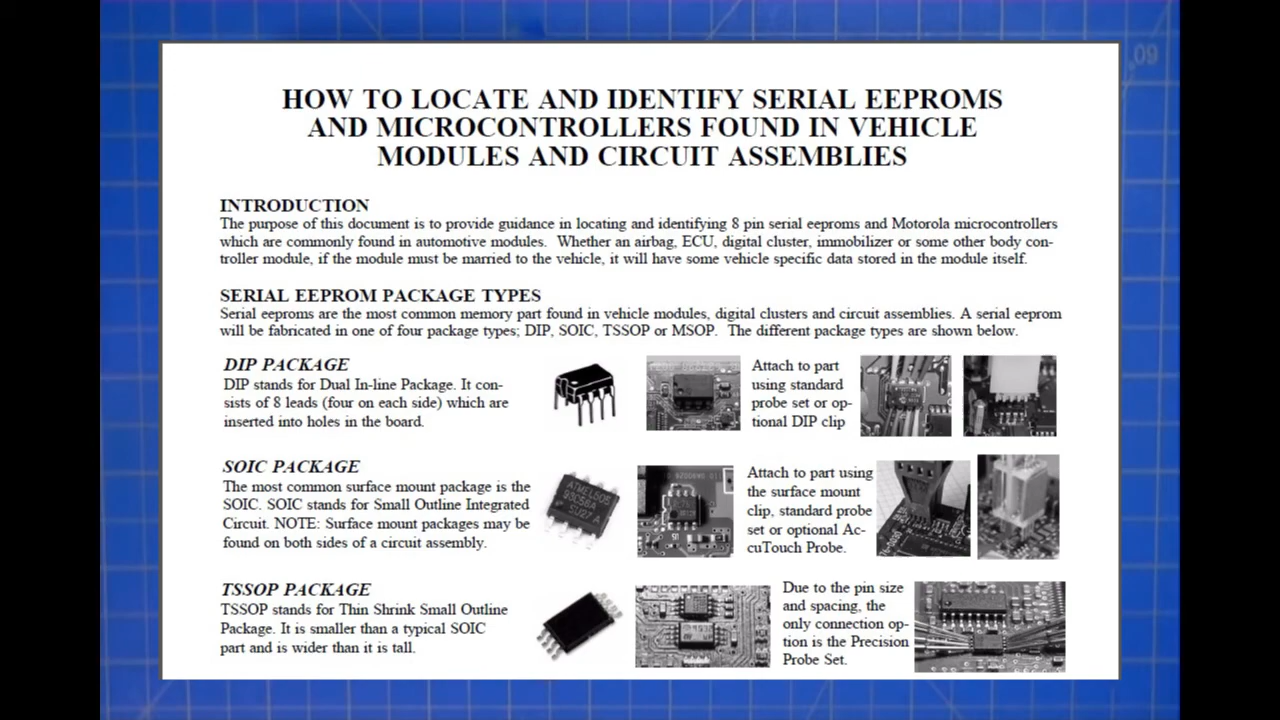 HOW TO LOCATE AND IDENTIFY SERIAL EEPROMS
AND MICROCONTROLLERS FOUND IN VEHICLE
MODULES AND CIRCUIT ASSEMBLIES
INTRODUCTION
The purpose of this document is to provide guidance in locating and identifying 8 pin serial eeproms and Motorola microcontrollers
which are commonly found in automotive modules.  Whether an airbag, ECU, digital cluster, immobilizer or some other body con-
troller module, if the module must be married to the vehicle, it will have some vehicle specific data stored in the module itself.
SERIAL EEPROM PACKAGE TYPES
Serial eeproms are the most common memory part found in vehicle modules, digital clusters and circuit assemblies. A serial eeprom
will be fabricated in one of four package types; DIP, SOIC, TSSOP or MSOP.  The different package types are shown below.
DIP PACKAGE
DIP stands for Dual In-line Package. It con-
sists of 8 leads (four on each side) which are
inserted into holes in the board.
Attach to part
using standard
probe set or op-
tional DIP clip
SOIC PACKAGE
The most common surface mount package is the
SOIC. SOIC stands for Small Outline Integrated
Circuit. NOTE: Surface mount packages may be
found on both sides of a circuit assembly.
Attach to part using
the surface mount
clip, standard probe
set or optional Ac-
cuTouch Probe.
TSSOP PACKAGE
TSSOP stands for Thin Shrink Small Outline
Package. It is smaller than a typical SOIC
part and is wider than it is tall.
Due to the pin size
and spacing, the
only connection op-
tion is the Precision
Probe Set.
09